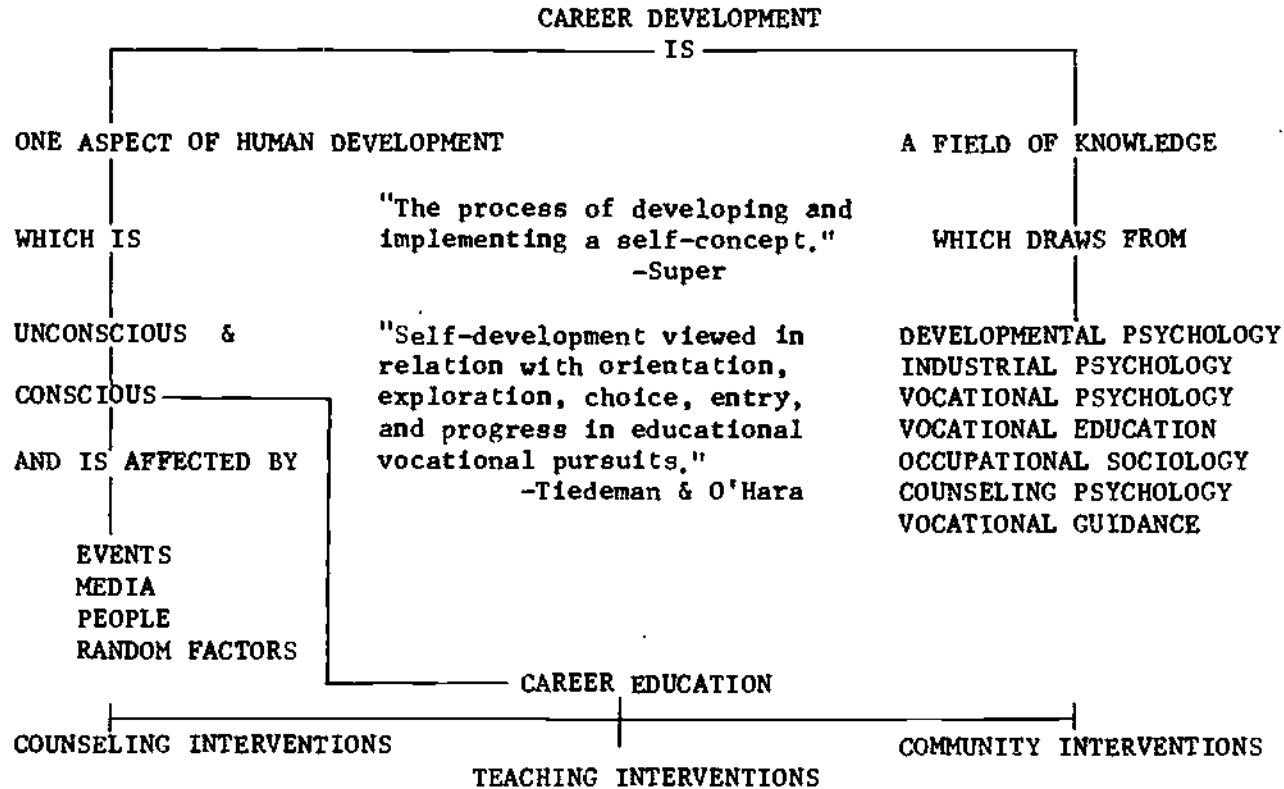 CAREER DEVELOPMENT
IS
ONE ASPECT OF HUMAN DEVELOPMENT
A FIELD OF KNOWLEDGE
WHICH IS
"The process of developing and
implementing a self-concept."
-Super
WHICH DRAWS FROM
UNCONSCIOUS &
CONSCIOUS
AND IS AFFECTED BY
EVENTS
MEDIA
PEOPLE
RANDOM FACTORS
"Self-development viewed in
relation with orientation,
exploration, choice, entry,
and progress in educational
vocational pursuits."
-Tiedeman & O'Hara
DEVELOPMENTAL PSYCHOLOGY
INDUSTRIAL PSYCHOLOGY
VOCATIONAL PSYCHOLOGY
VOCATIONAL EDUCATION
OCCUPATIONAL SOCIOLOGY
COUNSELING PSYCHOLOGY
VOCATIONAL GUIDANCE
CAREER EDUCATION
COUNSELING INTERVENTIONS
TEACHING INTERVENTIONS
COMMUNITY INTERVENTIONS